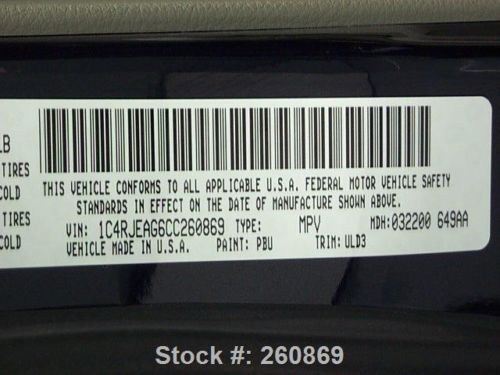 LB
TIRES
COLD
TIRES
COLD
THIS VEHICLE CONFORMS TO ALL APPLICABLE U.S.A. FEDERAL MOTOR VEHICLE SAFETY
STANDARDS IN EFFECT ON THE DATE OF MANUFACTURE SHOWN ABOVE.
VIN: 1C4RJEAG6CC260869 TYPE: MPV MDH:032200 649AA
VEHICLE MADE IN U.S.A. PAINT: PBU TRIM: ULD3
Stock #: 260869